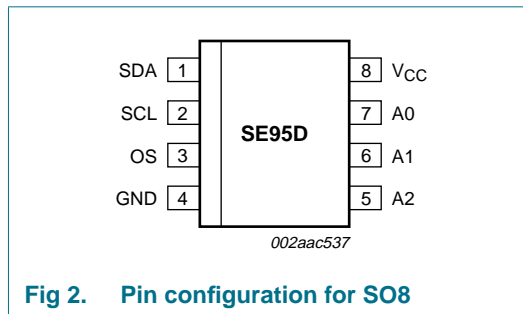 SDA 1 8 VCC
SCL 2 7 A0
SE95D
OS 3 6 A1
GND 4 5 A2
002aac537
Fig 2. Pin configuration for SO8